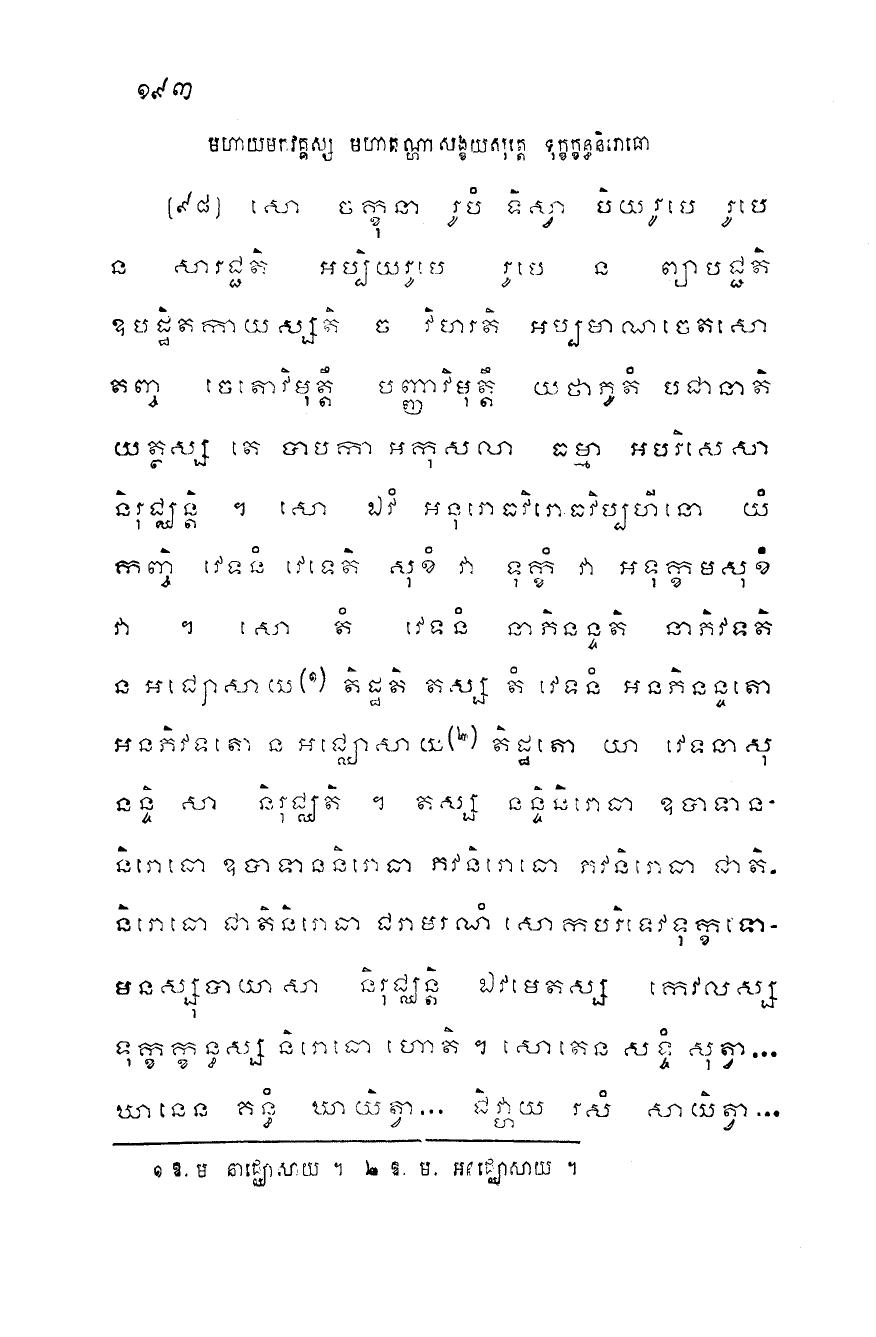 ១៩៣
មហាយមកវគ្គស្ស មហាតណ្ហាសង្ខយសុត្តេ ទុក្ខក្ខន្ធនិរោធោ
[៩៨] សោ ចក្ខុនា រូបំ ទិស្វា បិយរូបេ រូបេ
ន សារជ្ជតិ អប្បិយរូបេ រូបេ ន ព្យាបជ្ជតិ
ឧបដ្ឋិតកាយស្សតិ ច វិហរតិ អប្បមាណចេតសោ
តញ្ច ចេតោវិមុត្តឹ បញ្ញាវិមុត្តឹ យថាភូតំ បជានាតិ
យត្ថស្ស តេ បាបកា អកុសលា ធម្មា អបរិសេសា
និរុជ្ឈន្តិ ។ សោ ឯវំ អនុរោធវិរោធវិប្បហីនោ យំ
កញ្ចិ វេទនំ វេទេតិ សុខំ វា ទុក្ខំ វា អទុក្ខមសុខំ
វា ។ សោ តំ វេទនំ នាភិនន្ទតិ នាភិវទតិ
ន អជ្ឈោសាយ(១) តិដ្ឋតិ តស្ស តំ វេទនំ អនភិនន្ទតោ
អនភិវទតោ ន អជ្ឈោសាយ(២) តិដ្ឋតោ យា វេទនាសុ
នន្ទិ សា និរុជ្ឈតិ ។ តស្ស នន្ទិនិរោធា ឧបាទាន-
និរោធោ ឧបាទាននិរោធា ភវនិរោធោ ភវនិរោធា ជាតិ-
និរោធោ ជាតិនិរោធា ជរាមរណំ សោកបរិទេវទុក្ខទោ-
មនស្សុបាយាសា និរុជ្ឈន្តិ ឯវមេតស្ស កេវលស្ស
ទុក្ខក្ខន្ធស្ស និរោធោ ហោតិ ។ សោតេន សទ្ទំ សុត្វា...
ឃានេន គន្ធំ ឃាយិត្វា... ជិវ្ហាយ រសំ សាយិត្វា...
១ ឱ. ម នាជ្ឈោសាយ ។ ២ ឱ. ម. អនជ្ឈោសាយ ។